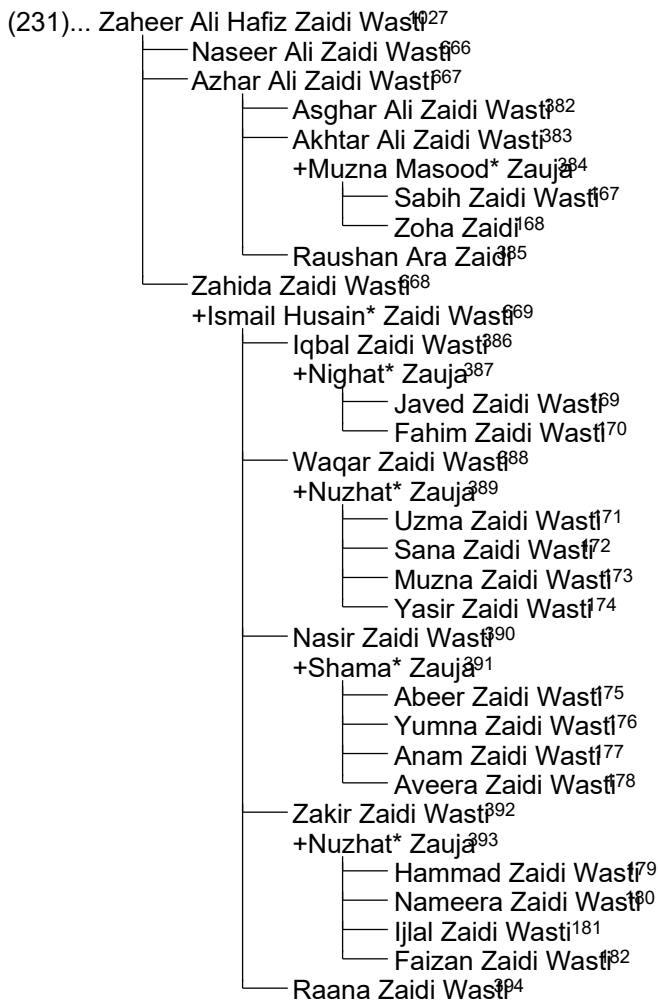 (231)... Zaheer Ali Hafiz Zaidi Wasti1027
Naseer Ali Zaidi Wasti666
Azhar Ali Zaidi Wasti667
Asghar Ali Zaidi Wasti382
Akhtar Ali Zaidi Wasti383
+Muzna Masood* Zauja384
Sabih Zaidi Wasti167
Zoha Zaidi168
Raushan Ara Zaidi385
Zahida Zaidi Wasti668
+Ismail Husain* Zaidi Wasti669
Iqbal Zaidi Wasti386
+Nighat* Zauja387
Javed Zaidi Wasti169
Fahim Zaidi Wasti170
Waqar Zaidi Wasti388
+Nuzhat* Zauja389
Uzma Zaidi Wasti171
Sana Zaidi Wasti172
Muzna Zaidi Wasti173
Yasir Zaidi Wasti174
Nasir Zaidi Wasti390
+Shama* Zauja391
Abeer Zaidi Wasti175
Yumna Zaidi Wasti176
Anam Zaidi Wasti177
Aveera Zaidi Wasti178
Zakir Zaidi Wasti392
+Nuzhat* Zauja393
Hammad Zaidi Wasti179
Nameera Zaidi Wasti180
Ijlal Zaidi Wasti181
Faizan Zaidi Wasti182
Raana Zaidi Wasti394